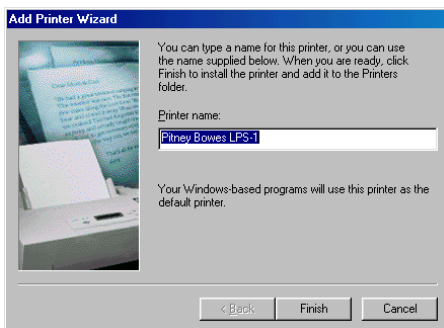 Add Printer Wizard
You can type a name for this printer, or you can use
the name supplied below. When you are ready, click
Finish to install the printer and add it to the Printers
folder.
Printer name:
Pitney Bowes LPS-1
Your Windows-based programs will use this printer as the
default printer.
< Back
Finish
Cancel